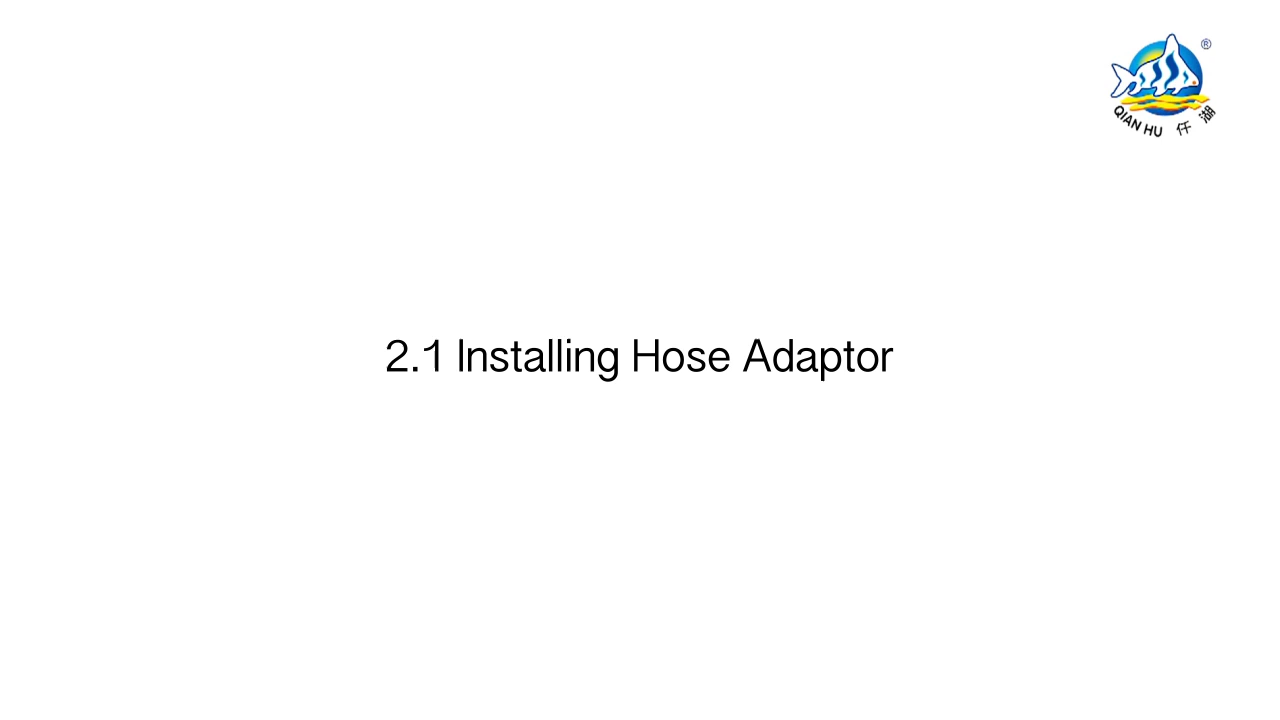 ®
QIAN HU 仟 湖
2.1 Installing Hose Adaptor